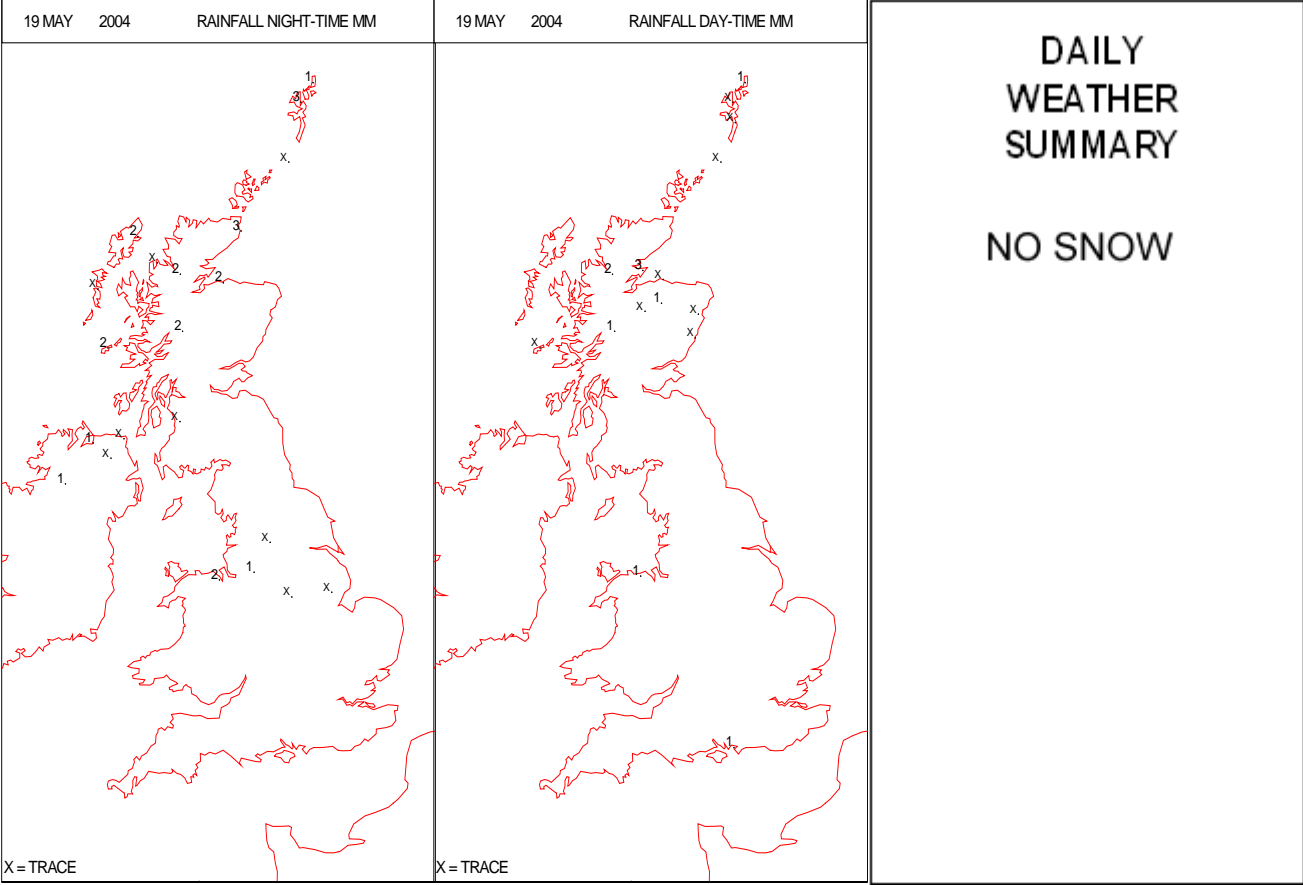 19 MAY 2004 RAINFALL NIGHT-TIME MM
1.
3.
X.
2.
3.
X.
2.
2.
X.
2.
2.
X.
X.
1.
X.
1.
X.
1.
2.
X.
X.
X = TRACE
19 MAY 2004 RAINFALL DAY-TIME MM
1.
X.
X.
X.
3.
2.
X.
1.
X.
X.
1.
X.
X.
1.
1.
X = TRACE
DAILY
WEATHER
SUMMARY
NO SNOW